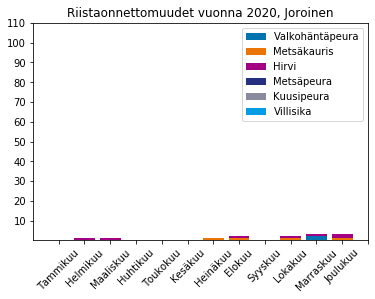 Riistaonnettomuudet vuonna 2020, Joroinen
110
100
90
80
70
60
50
40
30
20
10
Valkohäntäpeura
Metsäkauris
Hirvi
Metsäpeura
Kuusipeura
Villisika
Tammikuu
Helmikuu
Maaliskuu
Huhtikuu
Toukokuu
Kesäkuu
Heinäkuu
Elokuu
Syyskuu
Lokakuu
Marraskuu
Joulukuu